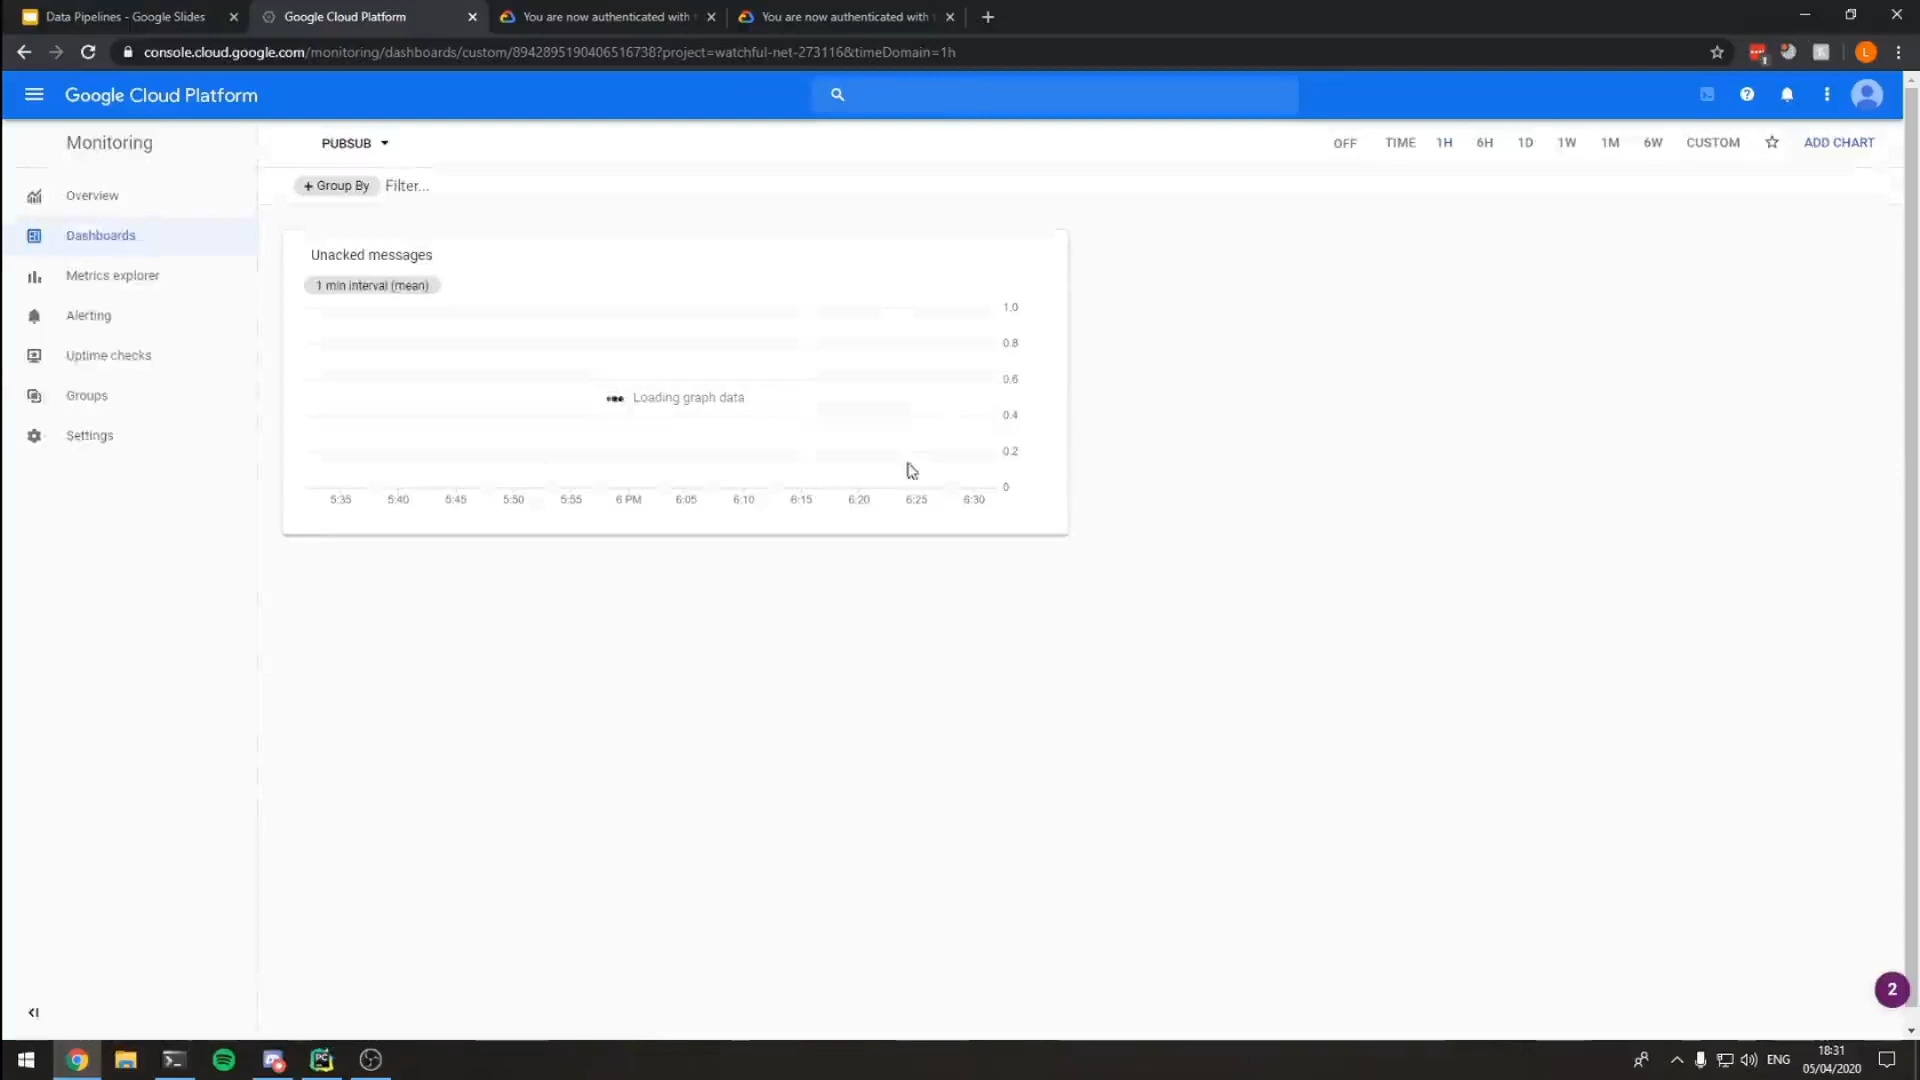 Data Pipelines - Google Slides
Google Cloud Platform
You are now authenticated with
You are now authenticated with
console.cloud.google.com/monitoring/dashboards/custom/8942895190406516738?project=watchful-net-273116&timeDomain=1h
1
L
Google Cloud Platform
Monitoring
PUBSUB
OFF TIME 1H 6H 1D 1W 1M 6W CUSTOM ADD CHART
+ Group By Filter...
Overview
Dashboards
Metrics explorer
Alerting
Uptime checks
Groups
Settings
Unacked messages
1 min interval (mean)
1.0
0.8
0.6
Loading graph data
0.4
0.2
0
5:35 5:40 5:45 5:50 5:55 6 PM 6:05 6:10 6:15 6:20 6:25 6:30
2
PC
ENG
18:31
05/04/2020